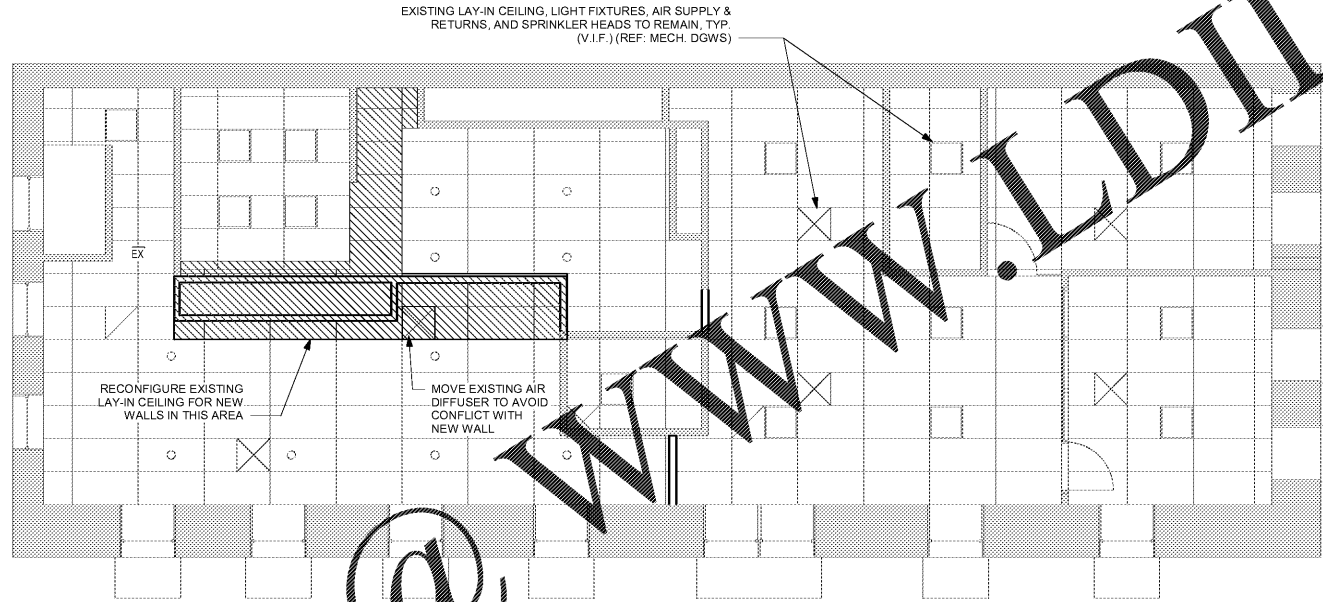 EXISTING LAY-IN CEILING, LIGHT FIXTURES, AIR SUPPLY &
RETURNS, AND SPRINKLER HEADS TO REMAIN, TYP.
(V.I.F.) (REF: MECH. DGWS)
EX
RECONFIGURE EXISTING
LAY-IN CEILING FOR NEW
WALLS IN THIS AREA
MOVE EXISTING AIR
DIFFUSER TO AVOID
CONFLICT WITH
NEW WALL
@ WWW.LDII